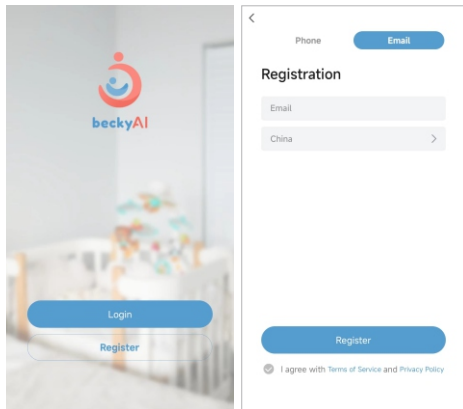 beckyAI
Login
Register
Phone
Email
Registration
Email
China
Register
I agree with Terms of Service and Privacy Policy